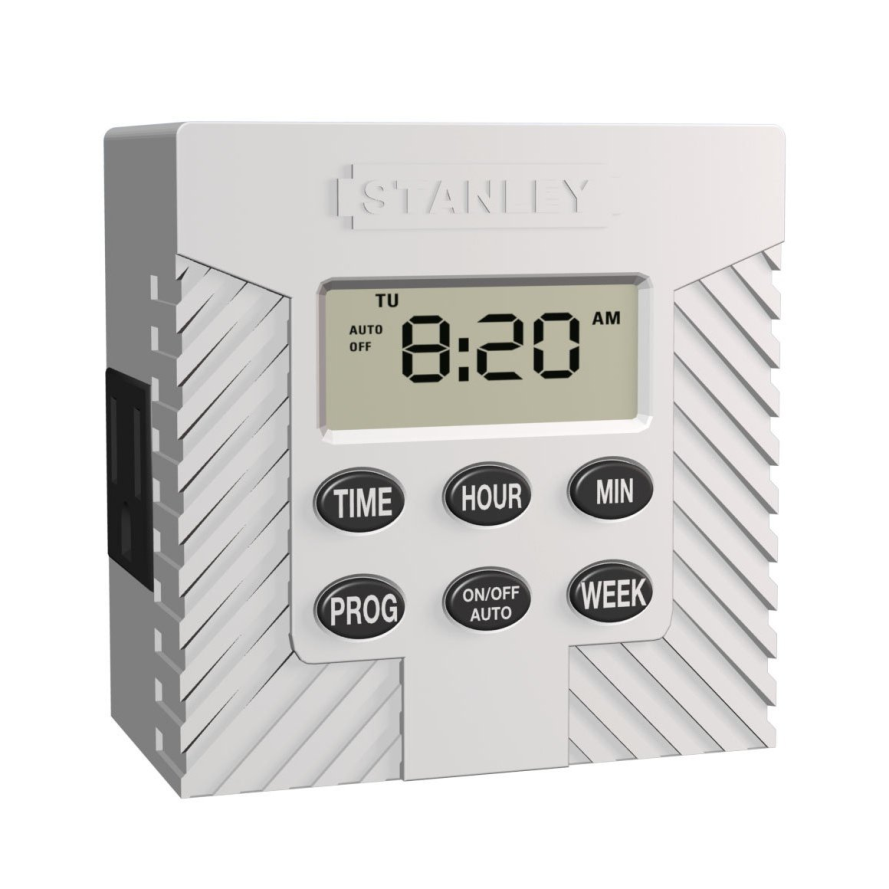 STANLEY
TU
AUTO
OFF
8:20 AM
TIME HOUR MIN
PROG ON/OFF AUTO WEEK